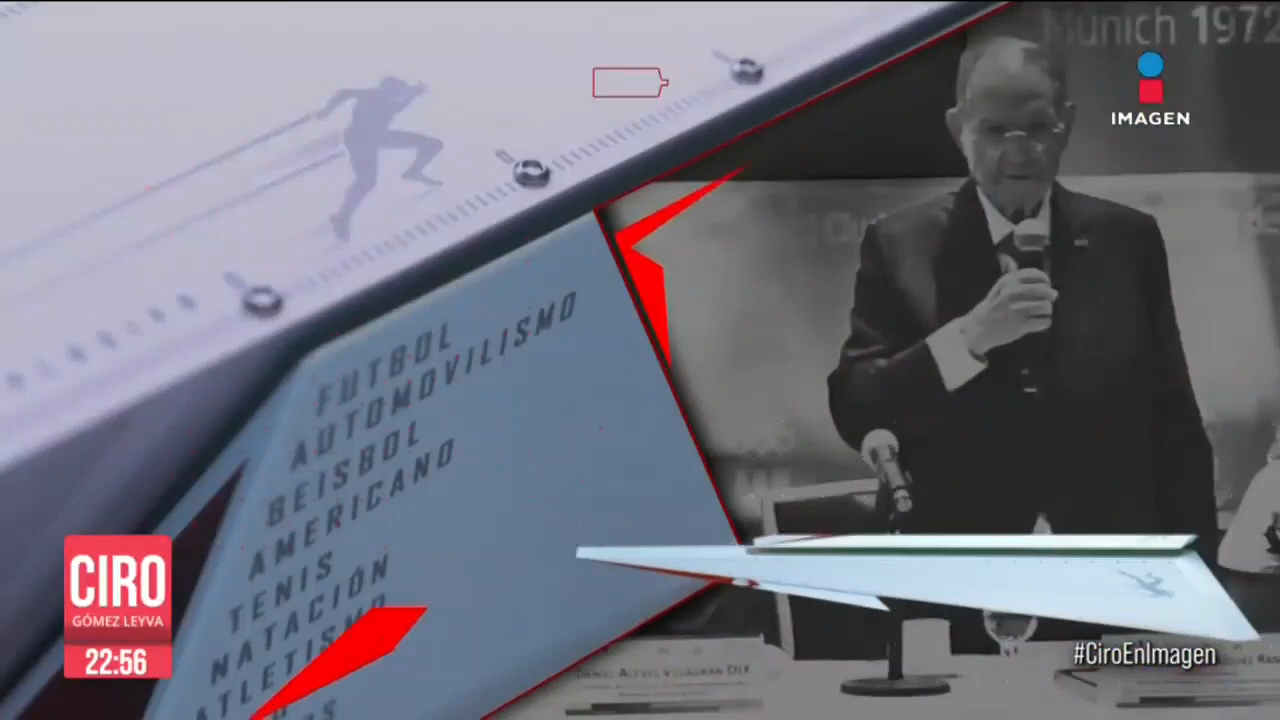 Munich 1972
IMAGEN
FUTBOL
AUTOMOVILISMO
BEISBOL
AMERICANO
TENIS
NATACIÓN
ATLETISMO
CIRO
GÓMEZ LEYVA
22:56
#CiroEnImagen